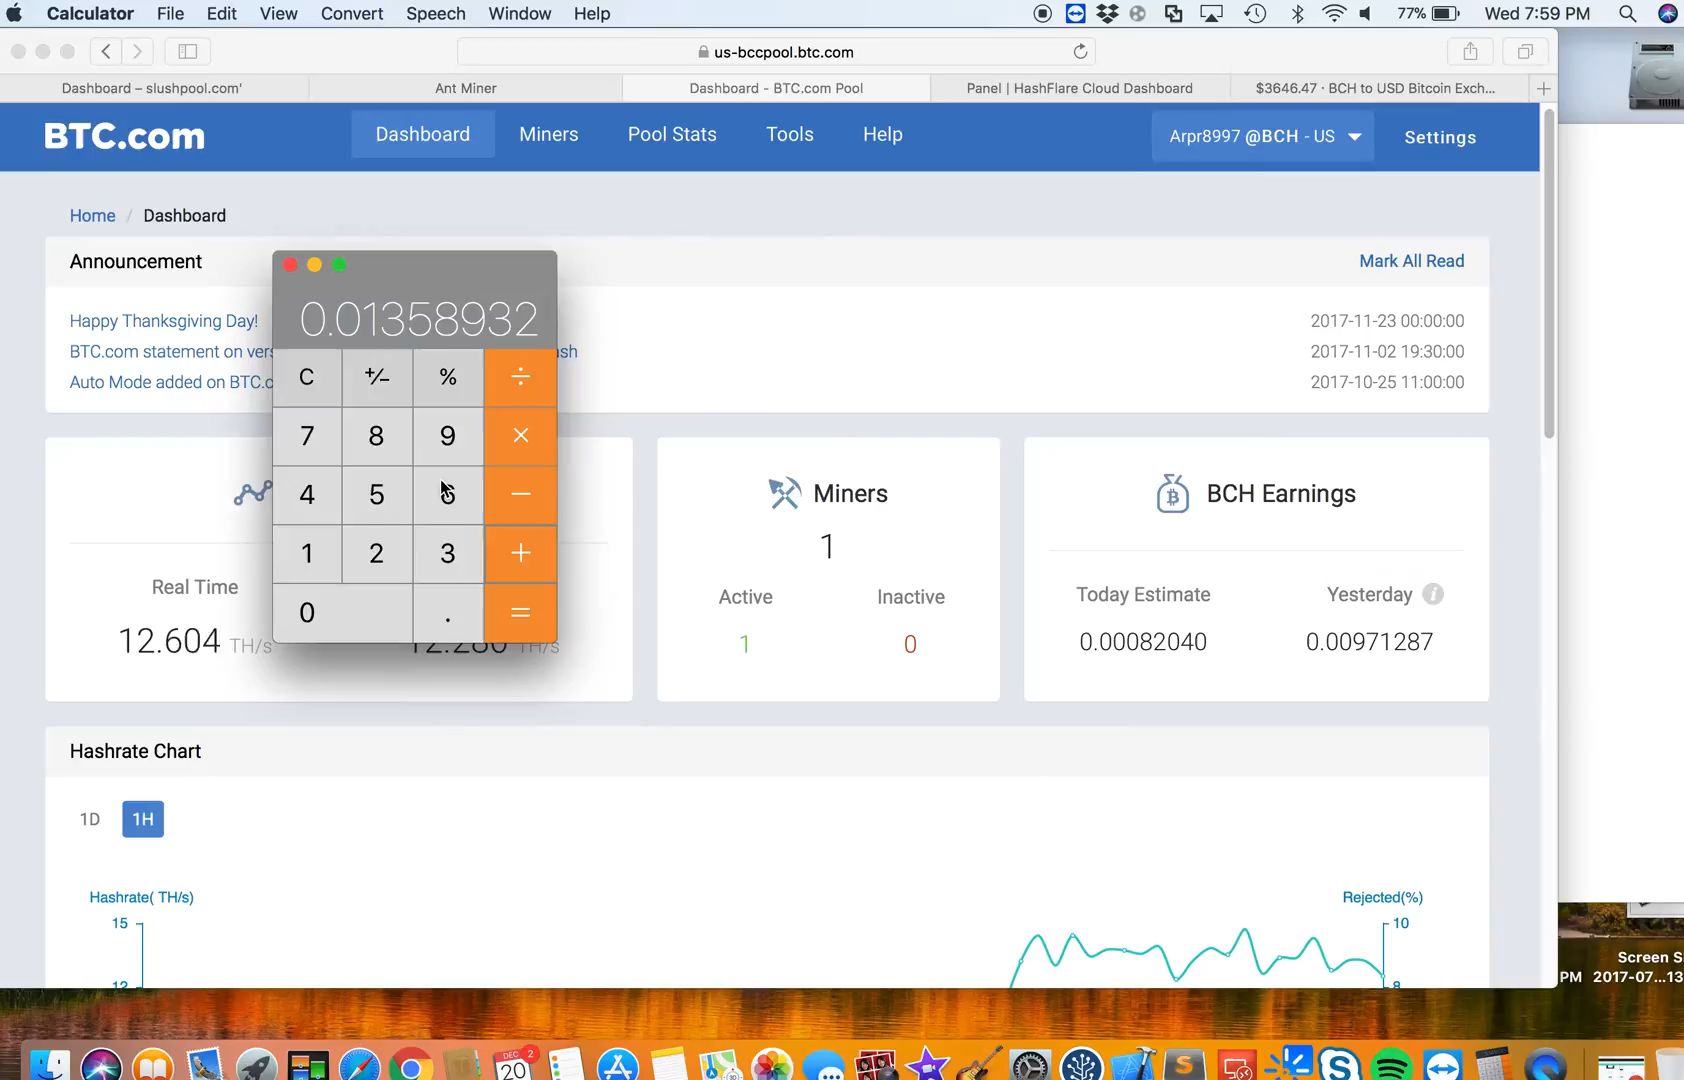 Calculator File Edit View Convert Speech Window Help 77% Wed 7:59 PM
us-bccpool.btc.com
Dashboard – slushpool.com' Ant Miner Dashboard - BTC.com Pool Panel | HashFlare Cloud Dashboard $3646.47 · BCH to USD Bitcoin Exch...
BTC.com Dashboard Miners Pool Stats Tools Help Arpr8997 @BCH - US Settings
Home / Dashboard
Announcement Mark All Read
Happy Thanksgiving Day! 2017-11-23 00:00:00
BTC.com statement on vers sh 2017-11-02 19:30:00
Auto Mode added on BTC.c 2017-10-25 11:00:00
0.01358932
C +/− % ÷
7 8 9 ×
4 5 6 −
1 2 3 +
0 . =
Real Time
12.604 TH/s 12.280 TH/s
Miners
1
Active Inactive
1 0
BCH Earnings
Today Estimate Yesterday i
0.00082040 0.00971287
Hashrate Chart
1D 1H
Hashrate( TH/s) Rejected(%)
15 10
12 8
Screen S
PM 2017-07...13
DEC 2
20
S